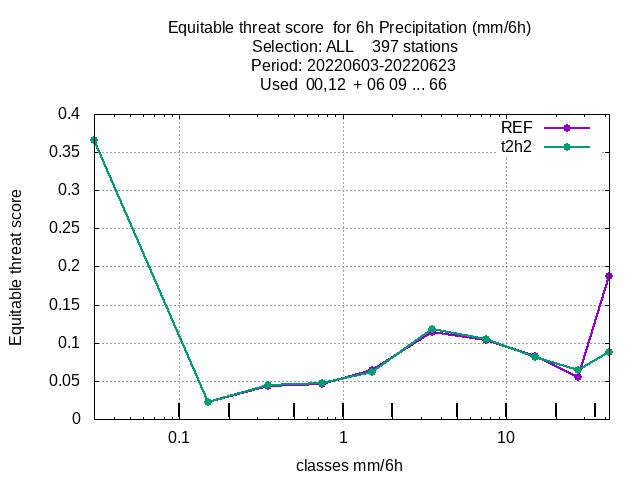 Equitable threat score  for 6h Precipitation (mm/6h)
Selection: ALL    397 stations
Period: 20220603-20220623
Used  00,12  + 06 09 ... 66
REF
t2h2
0.4
0.35
0.3
0.25
0.2
0.15
0.1
0.05
0
Equitable threat score
0.1
1
10
classes mm/6h